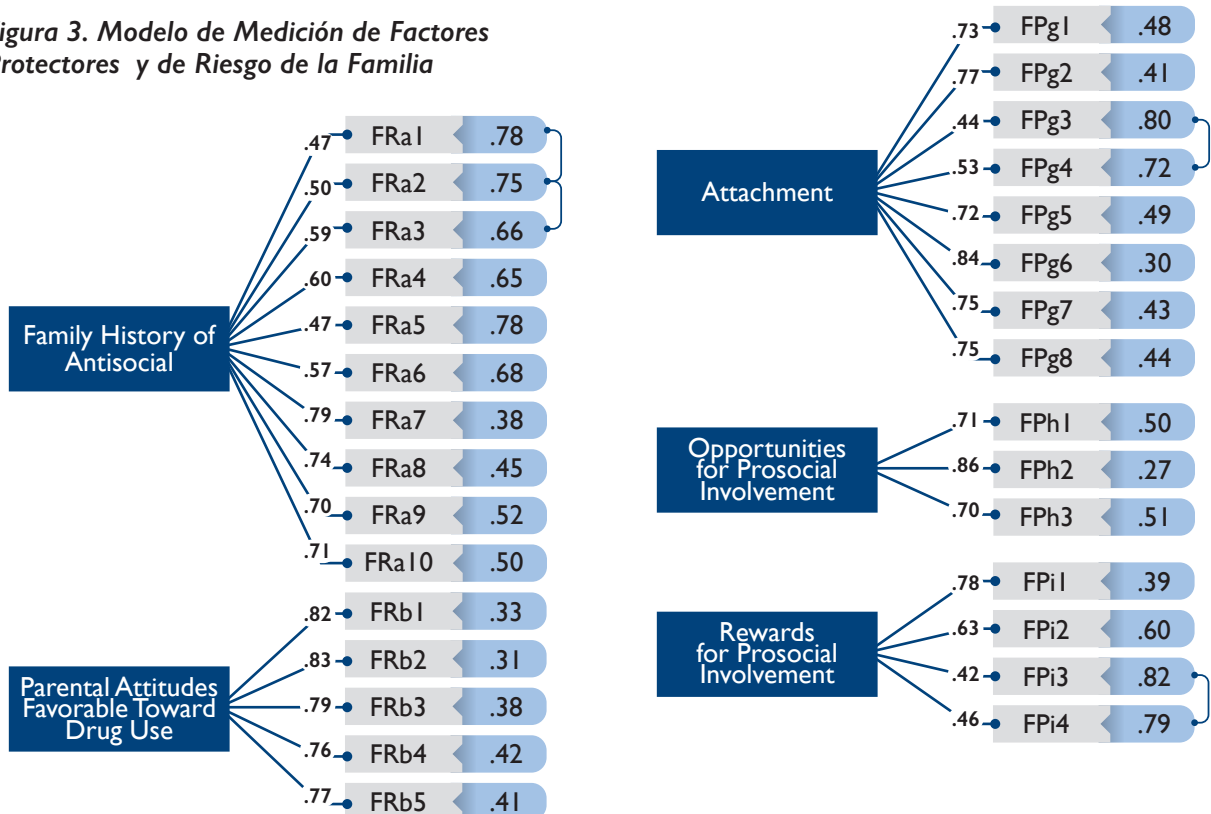 igura 3. Modelo de Medición de Factores
rotectores y de Riesgo de la Familia
Family History of
Antisocial
.47 FRa1 .78
.50 FRa2 .75
.59 FRa3 .66
.60 FRa4 .65
.47 FRa5 .78
.57 FRa6 .68
.79 FRa7 .38
.74 FRa8 .45
.70 FRa9 .52
.71 FRa10 .50
Parental Attitudes
Favorable Toward
Drug Use
.82 FRb1 .33
.83 FRb2 .31
.79 FRb3 .38
.76 FRb4 .42
.77 FRb5 .41
Attachment
.73 FPg1 .48
.77 FPg2 .41
.44 FPg3 .80
.53 FPg4 .72
.72 FPg5 .49
.84 FPg6 .30
.75 FPg7 .43
.75 FPg8 .44
Opportunities
for Prosocial
Involvement
.71 FPh1 .50
.86 FPh2 .27
.70 FPh3 .51
Rewards
for Prosocial
Involvement
.78 FPi1 .39
.63 FPi2 .60
.42 FPi3 .82
.46 FPi4 .79